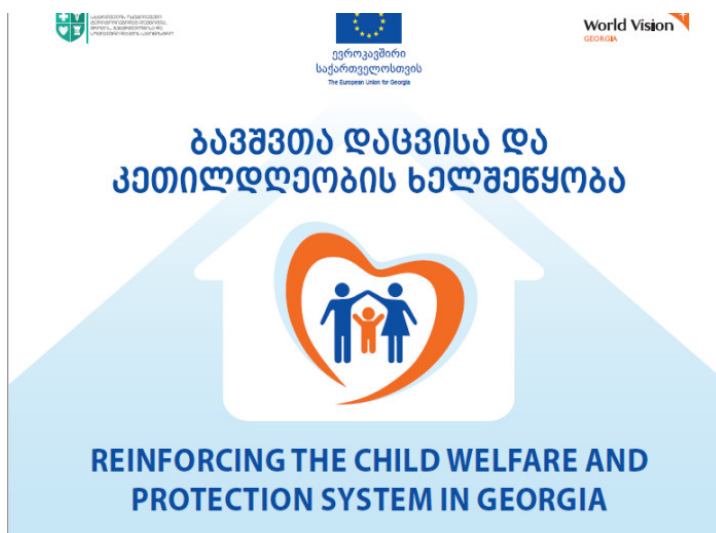 ევროკავშირი
საქართველოსთვის
The European Union for Georgia
World Vision
GEORGIA
ბავშვთა დაცვისა და
კეთილდღეობის ხელშეწყობა
REINFORCING THE CHILD WELFARE AND
PROTECTION SYSTEM IN GEORGIA